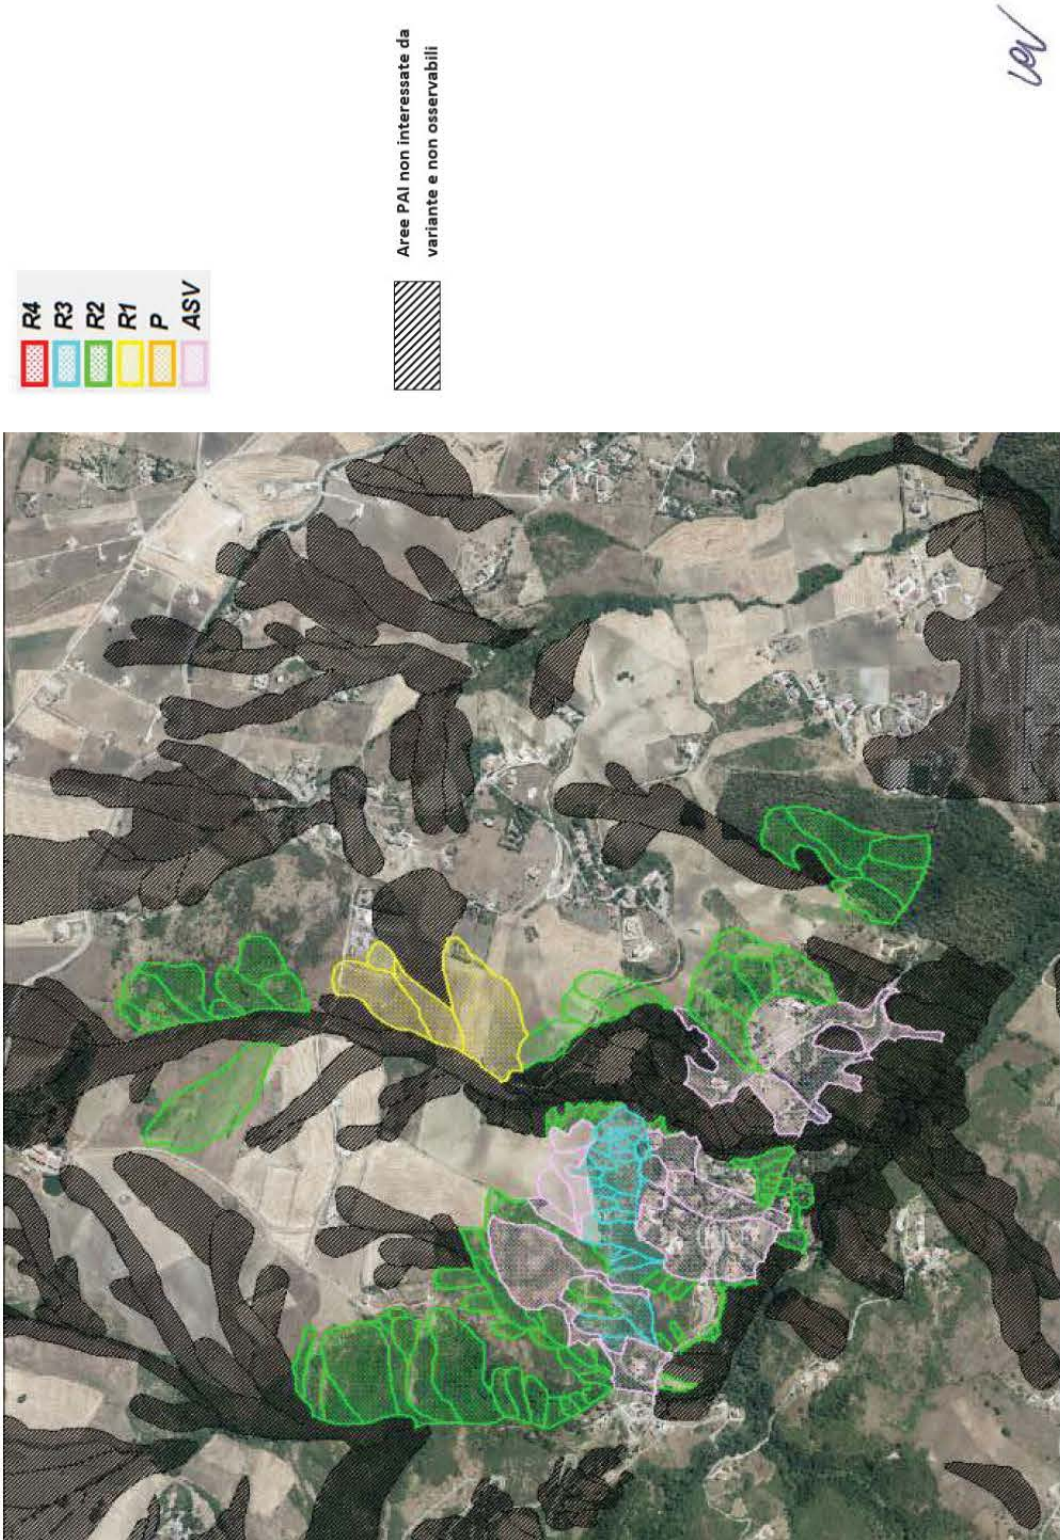 R4
R3
R2
R1
P
ASV
Aree PAI non interessate da
variante e non osservabili